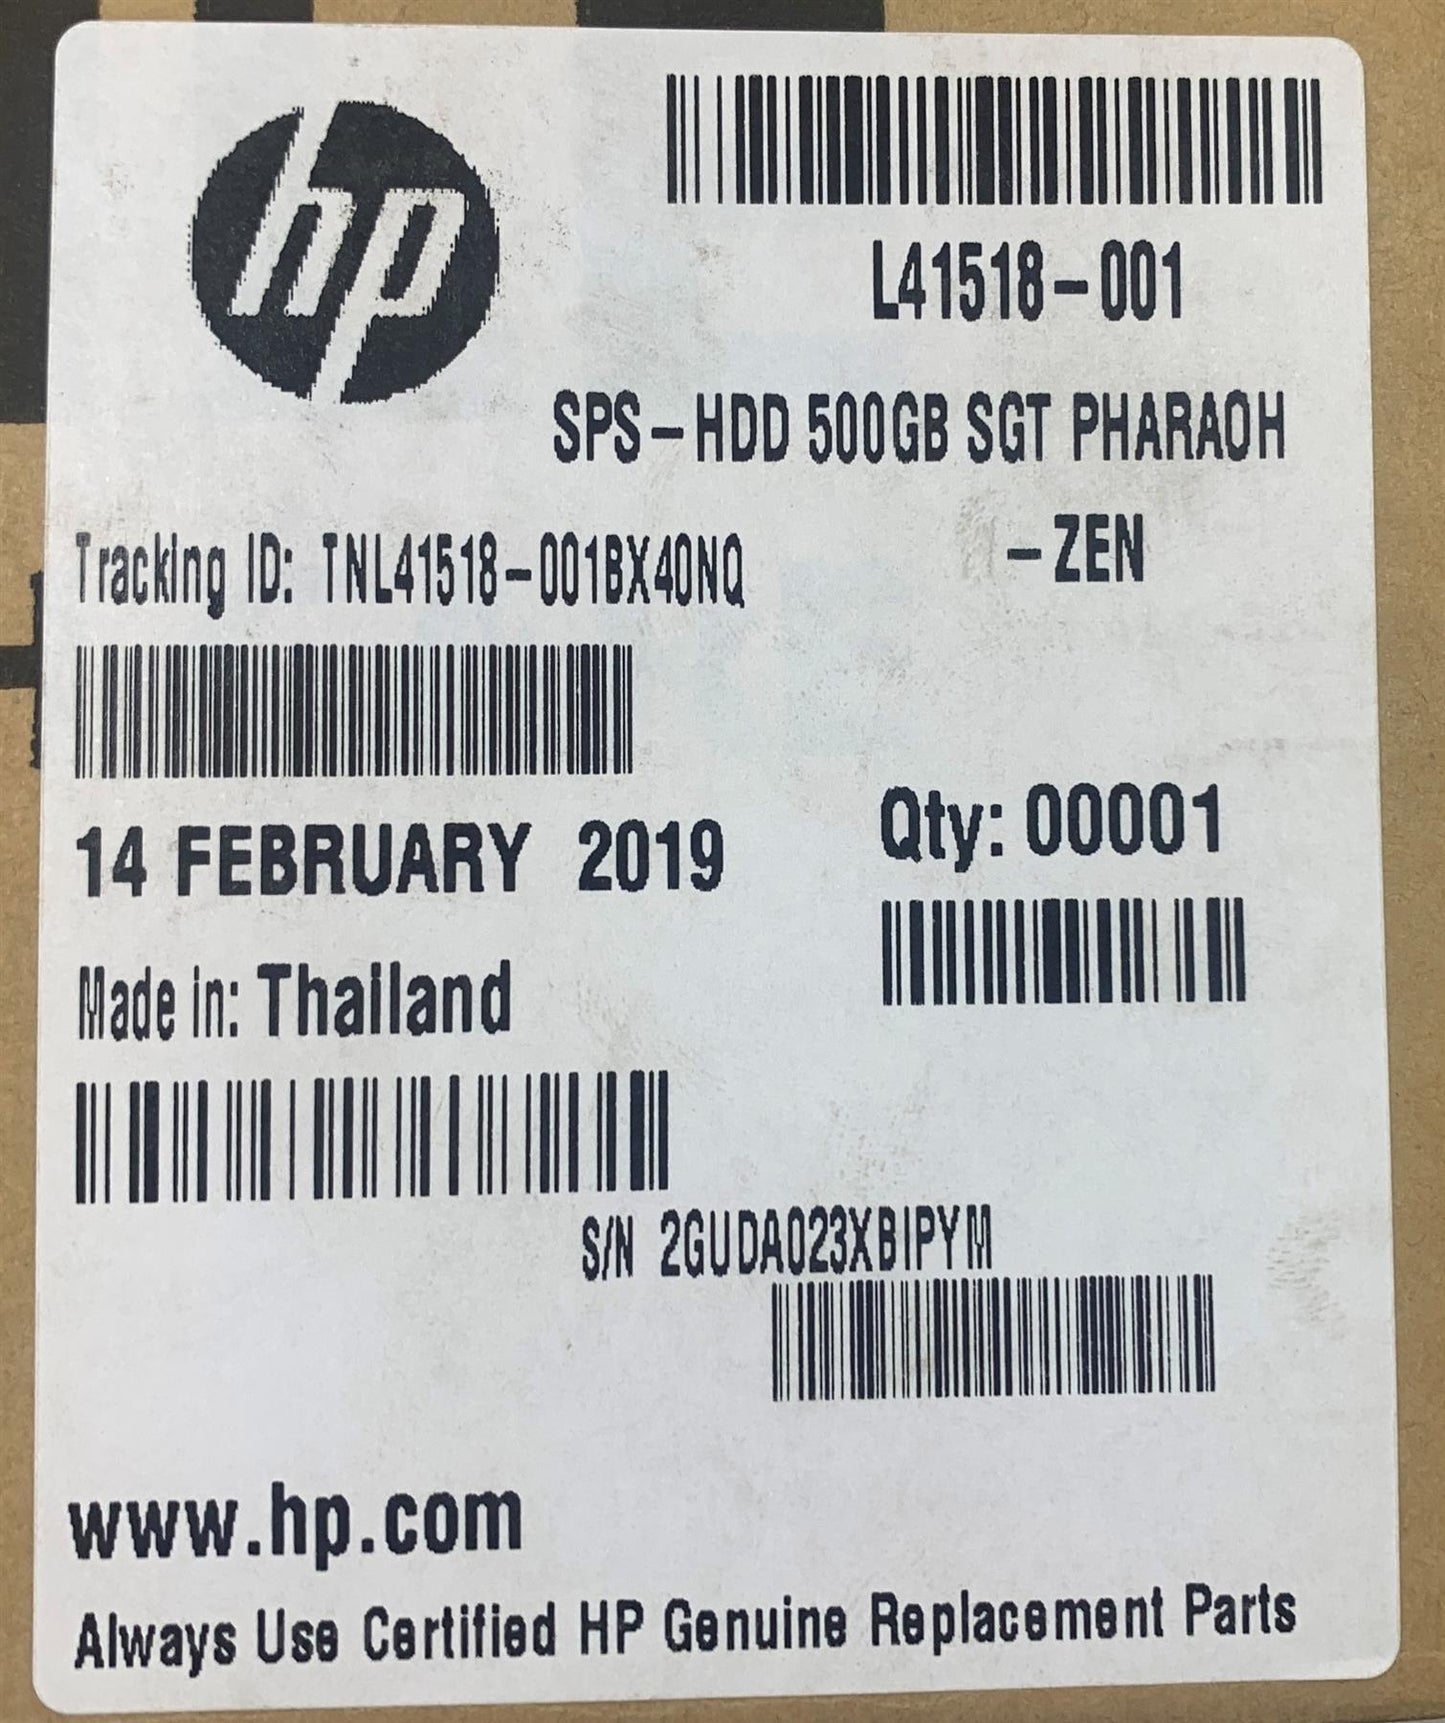 hp
L41518-001
SPS-HDD 500GB SGT PHARAOH
-ZEN
Tracking ID: TNL41518-001BX40NQ
14 FEBRUARY 2019
Qty: 00001
Made in: Thailand
S/N 2GUDA023XBIPYM
www.hp.com
Always Use Certified HP Genuine Replacement Parts